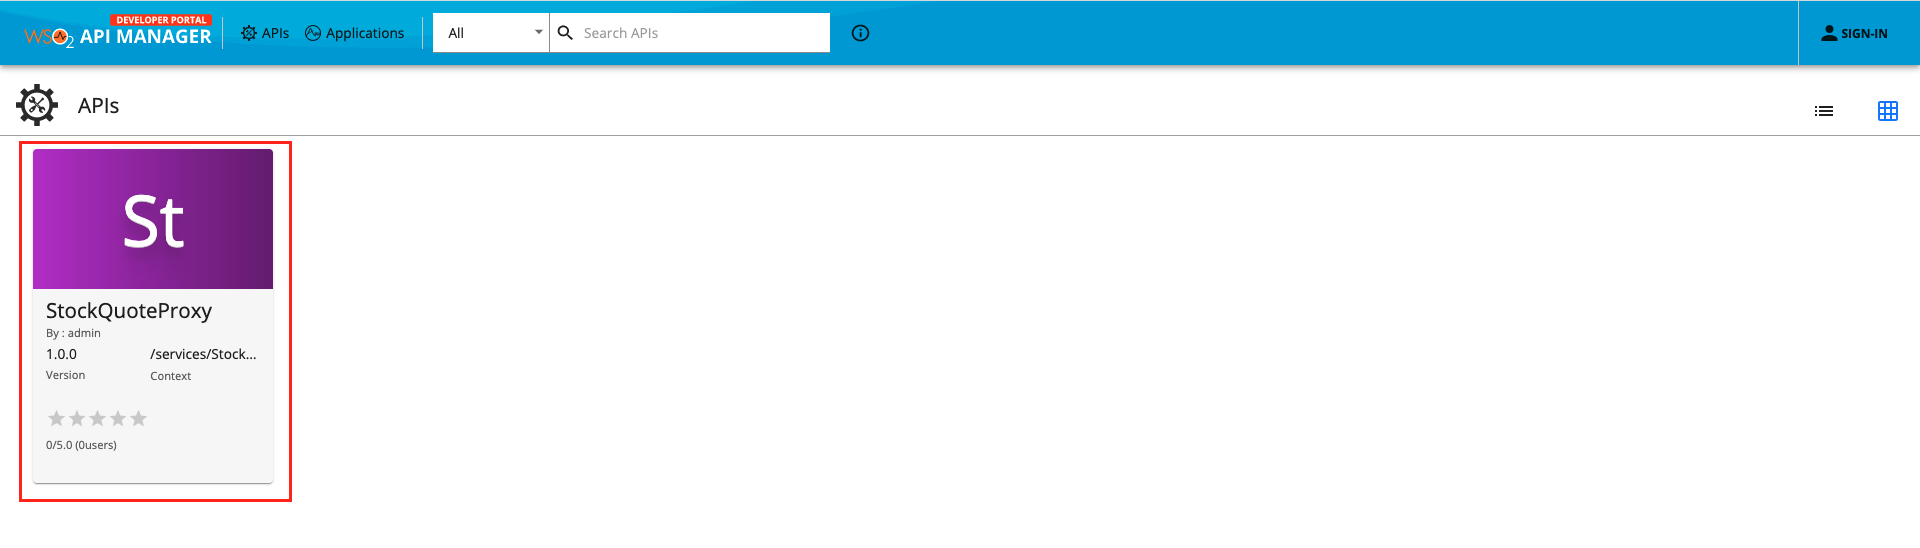 DEVELOPER PORTAL
WSO2 API MANAGER
APIs
Applications
All
Search APIs
SIGN-IN
APIs
St
StockQuoteProxy
By : admin
1.0.0
/services/Stock...
Version
Context
0/5.0 (0users)